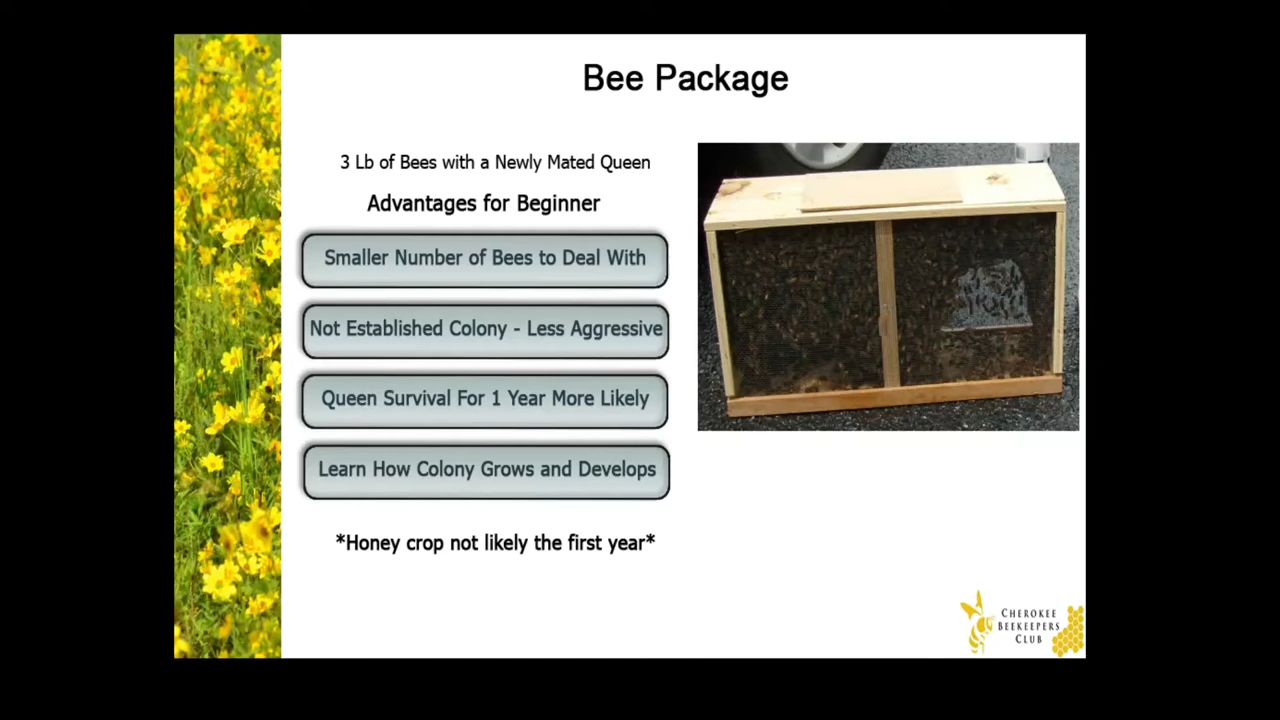 Bee Package
3 Lb of Bees with a Newly Mated Queen
Advantages for Beginner
Smaller Number of Bees to Deal With
Not Established Colony - Less Aggressive
Queen Survival For 1 Year More Likely
Learn How Colony Grows and Develops
*Honey crop not likely the first year*
CHEROKEE
BEEKEEPERS
CLUB